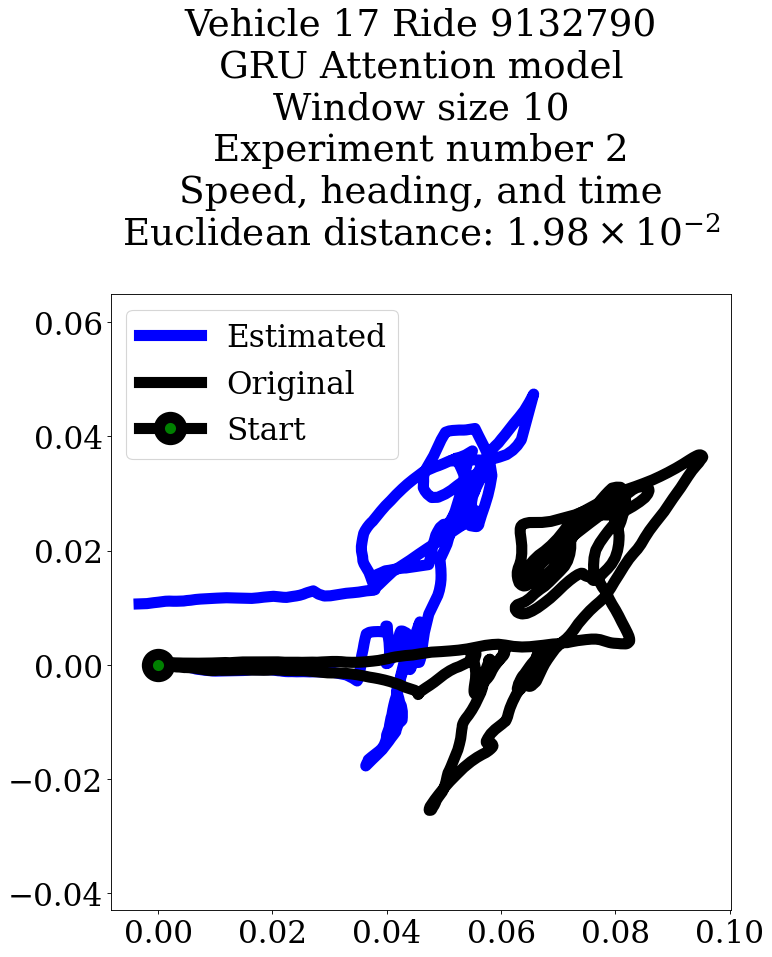 Vehicle 17 Ride 9132790
GRU Attention model
Window size 10
Experiment number 2
Speed, heading, and time
Euclidean distance: 1.98 × 10⁻²
0.06
0.04
0.02
0.00
−0.02
−0.04
Estimated
Original
Start
0.00 0.02 0.04 0.06 0.08 0.10